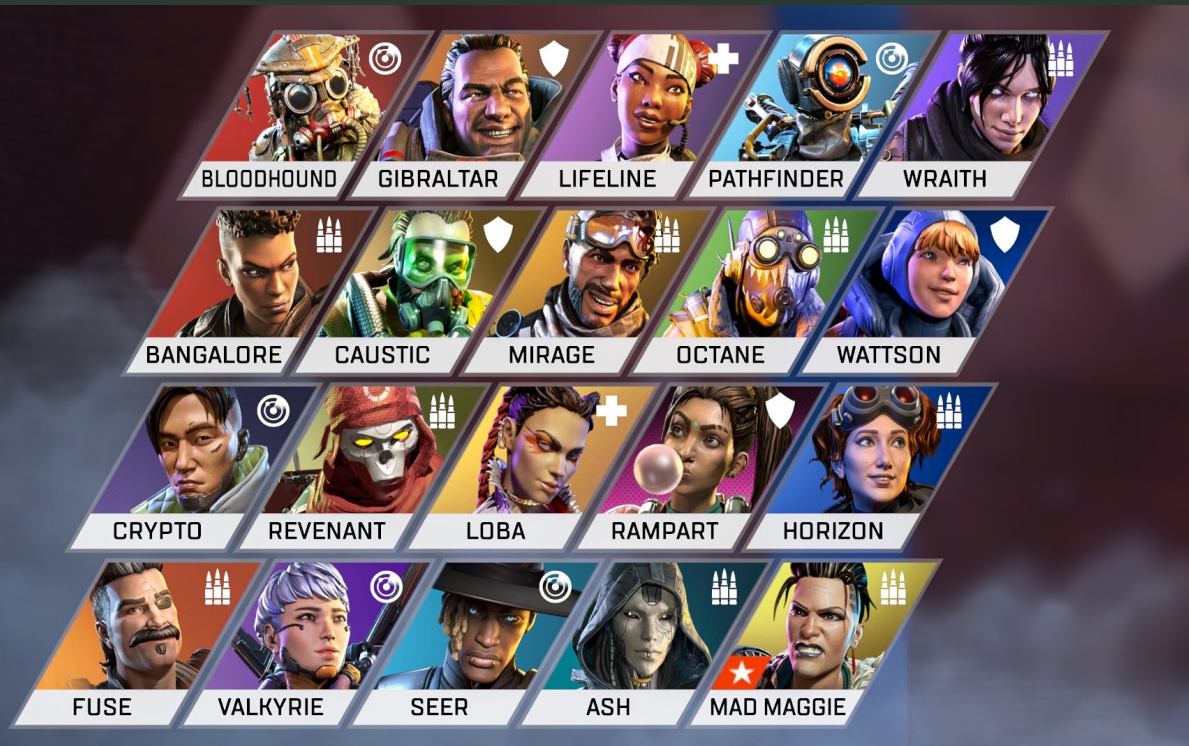 BLOODHOUND GIBRALTAR LIFELINE PATHFINDER WRAITH
BANGALORE CAUSTIC MIRAGE OCTANE WATTSON
CRYPTO REVENANT LOBA RAMPART HORIZON
FUSE VALKYRIE SEER ASH MAD MAGGIE